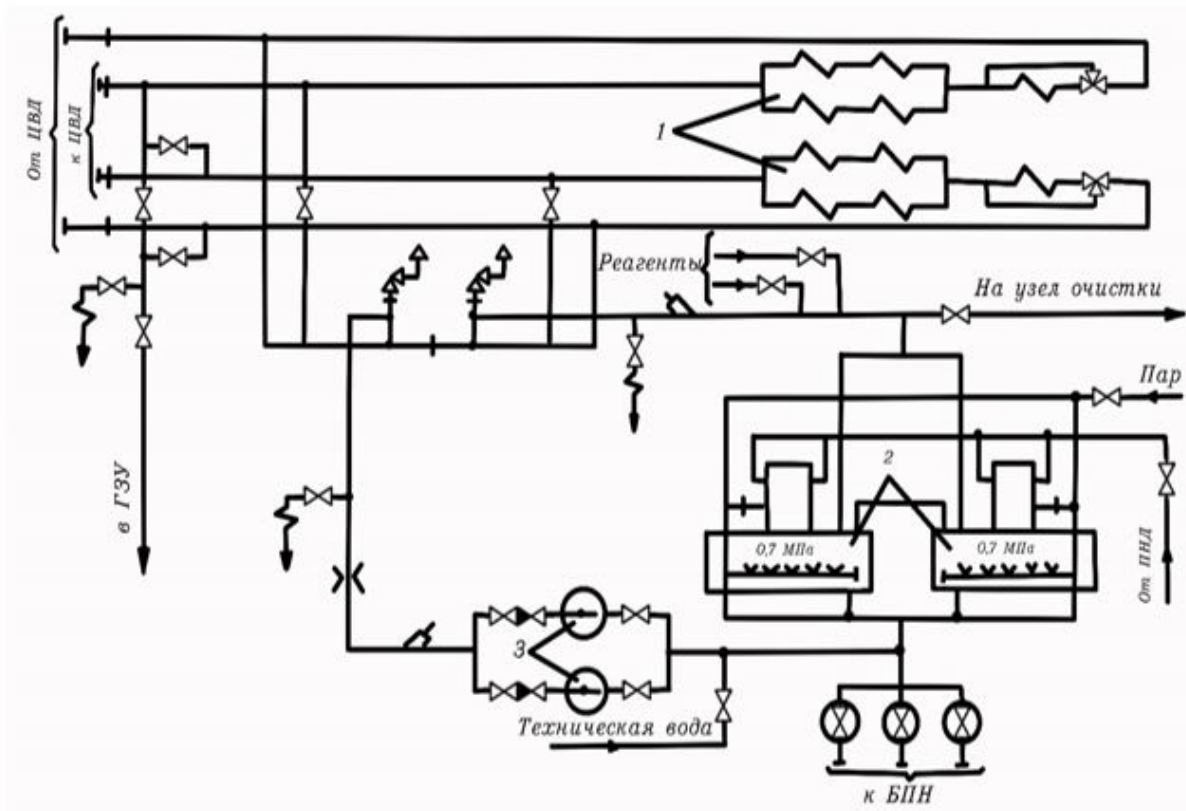 От ЦВД
к ЦВД
1
Реагенты
На узел очистки
Пар
2
в ГЗУ
0,7 МПа
0,7 МПа
От ПНД
3
Техническая вода
к БПН